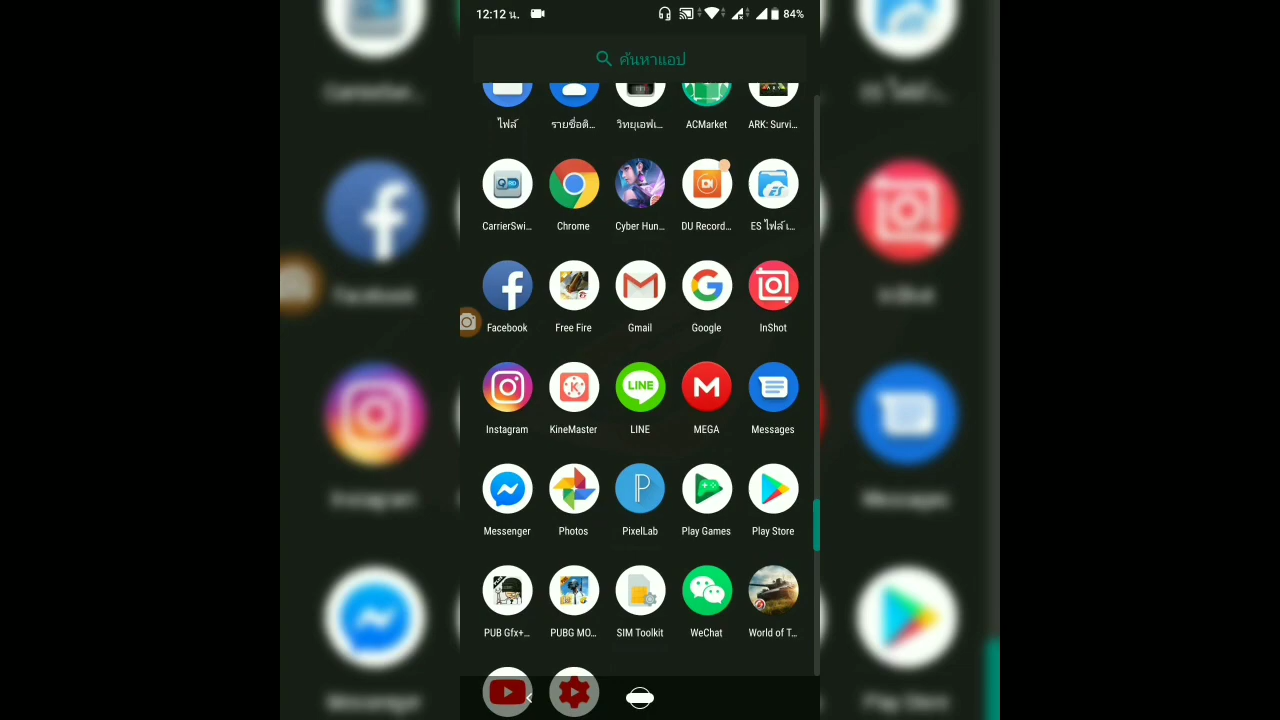 12:12 น. 84%
ค้นหาแอป
ไฟล์ รายชื่อติ... วิทยุเอฟเ... ACMarket ARK: Survi...
CarrierSwi... Chrome Cyber Hun... DU Record... ES ไฟล์เ...
Facebook Free Fire Gmail Google InShot
LINE
Instagram KineMaster LINE MEGA Messages
Messenger Photos PixelLab Play Games Play Store
PUB Gfx+... PUBG MO... SIM Toolkit WeChat World of T...